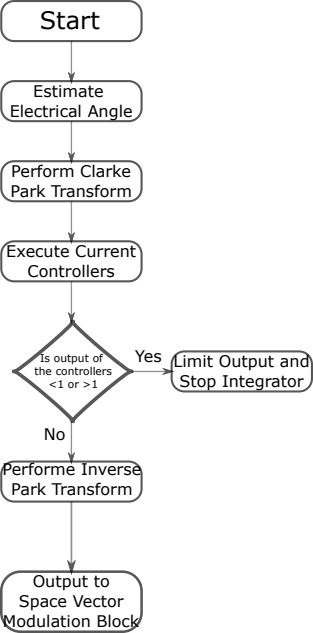 Start
Estimate
Electrical Angle
Perform Clarke
Park Transform
Execute Current
Controllers
Is output of
the controllers
<1 or >1
Yes
Limit Output and
Stop Integrator
No
Performe Inverse
Park Transform
Output to
Space Vector
Modulation Block